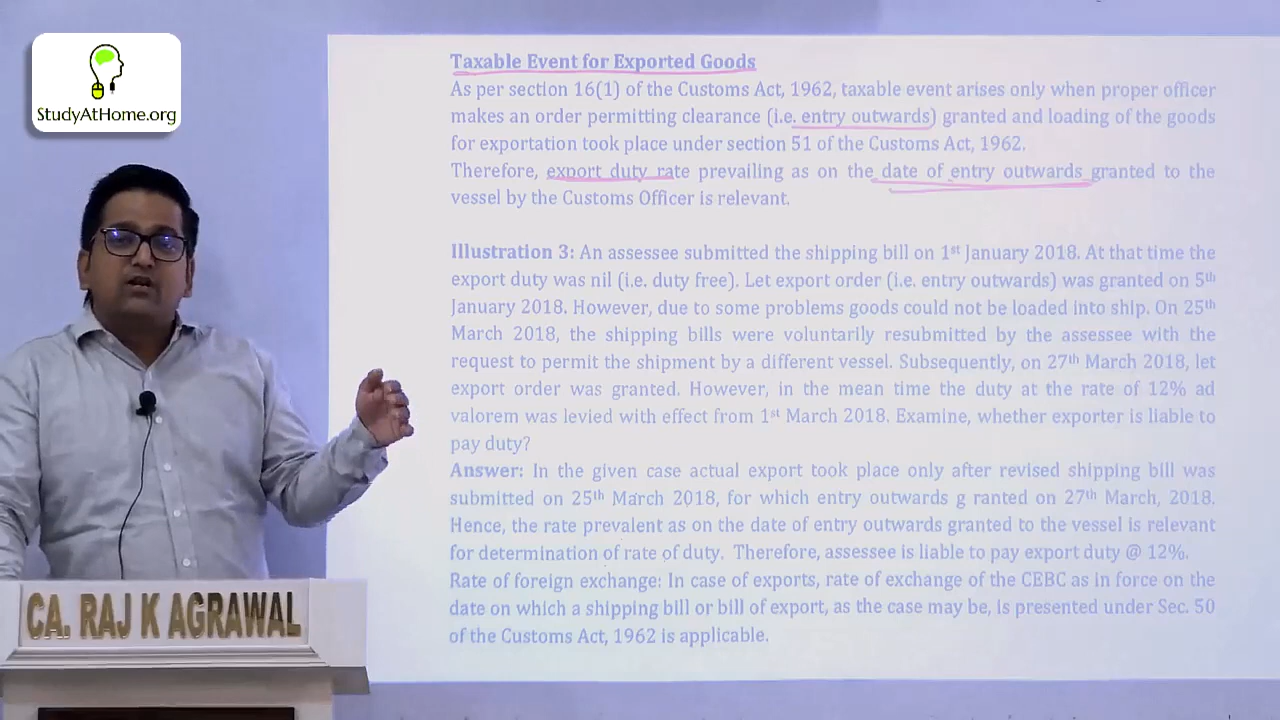 StudyAtHome.org
Taxable Event for Exported Goods
As per section 16(1) of the Customs Act, 1962, taxable event arises only when proper officer
makes an order permitting clearance (i.e. entry outwards) granted and loading of the goods
for exportation took place under section 51 of the Customs Act, 1962.
Therefore, export duty rate prevailing as on the date of entry outwards granted to the
vessel by the Customs Officer is relevant.
Illustration 3: An assessee submitted the shipping bill on 1st January 2018. At that time the
export duty was nil (i.e. duty free). Let export order (i.e. entry outwards) was granted on 5th
January 2018. However, due to some problems goods could not be loaded into ship. On 25th
March 2018, the shipping bills were voluntarily resubmitted by the assessee with the
request to permit the shipment by a different vessel. Subsequently, on 27th March 2018, let
export order was granted. However, in the mean time the duty at the rate of 12% ad
valorem was levied with effect from 1st March 2018. Examine, whether exporter is liable to
pay duty?
Answer: In the given case actual export took place only after revised shipping bill was
submitted on 25th March 2018, for which entry outwards g ranted on 27th March, 2018.
Hence, the rate prevalent as on the date of entry outwards granted to the vessel is relevant
for determination of rate of duty. Therefore, assessee is liable to pay export duty @ 12%.
Rate of foreign exchange: In case of exports, rate of exchange of the CEBC as in force on the
date on which a shipping bill or bill of export, as the case may be, is presented under Sec. 50
of the Customs Act, 1962 is applicable.
CA. RAJ K AGRAWAL